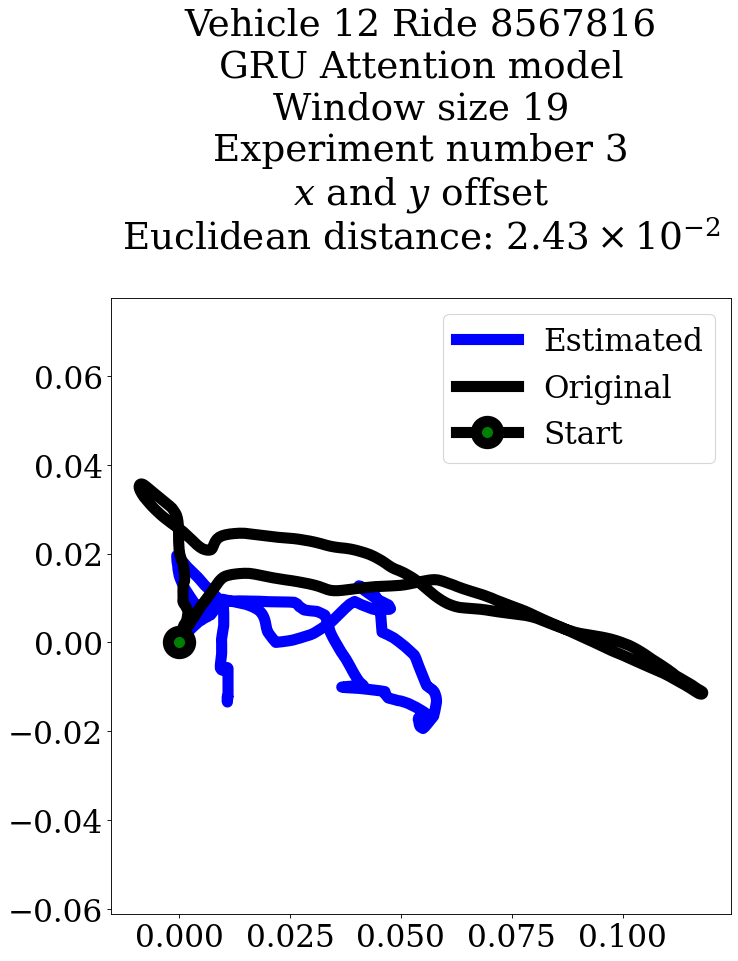 Vehicle 12 Ride 8567816
GRU Attention model
Window size 19
Experiment number 3
x and y offset
Euclidean distance: 2.43 × 10⁻²
Estimated
Original
Start
0.06
0.04
0.02
0.00
−0.02
−0.04
−0.06
0.000 0.025 0.050 0.075 0.100